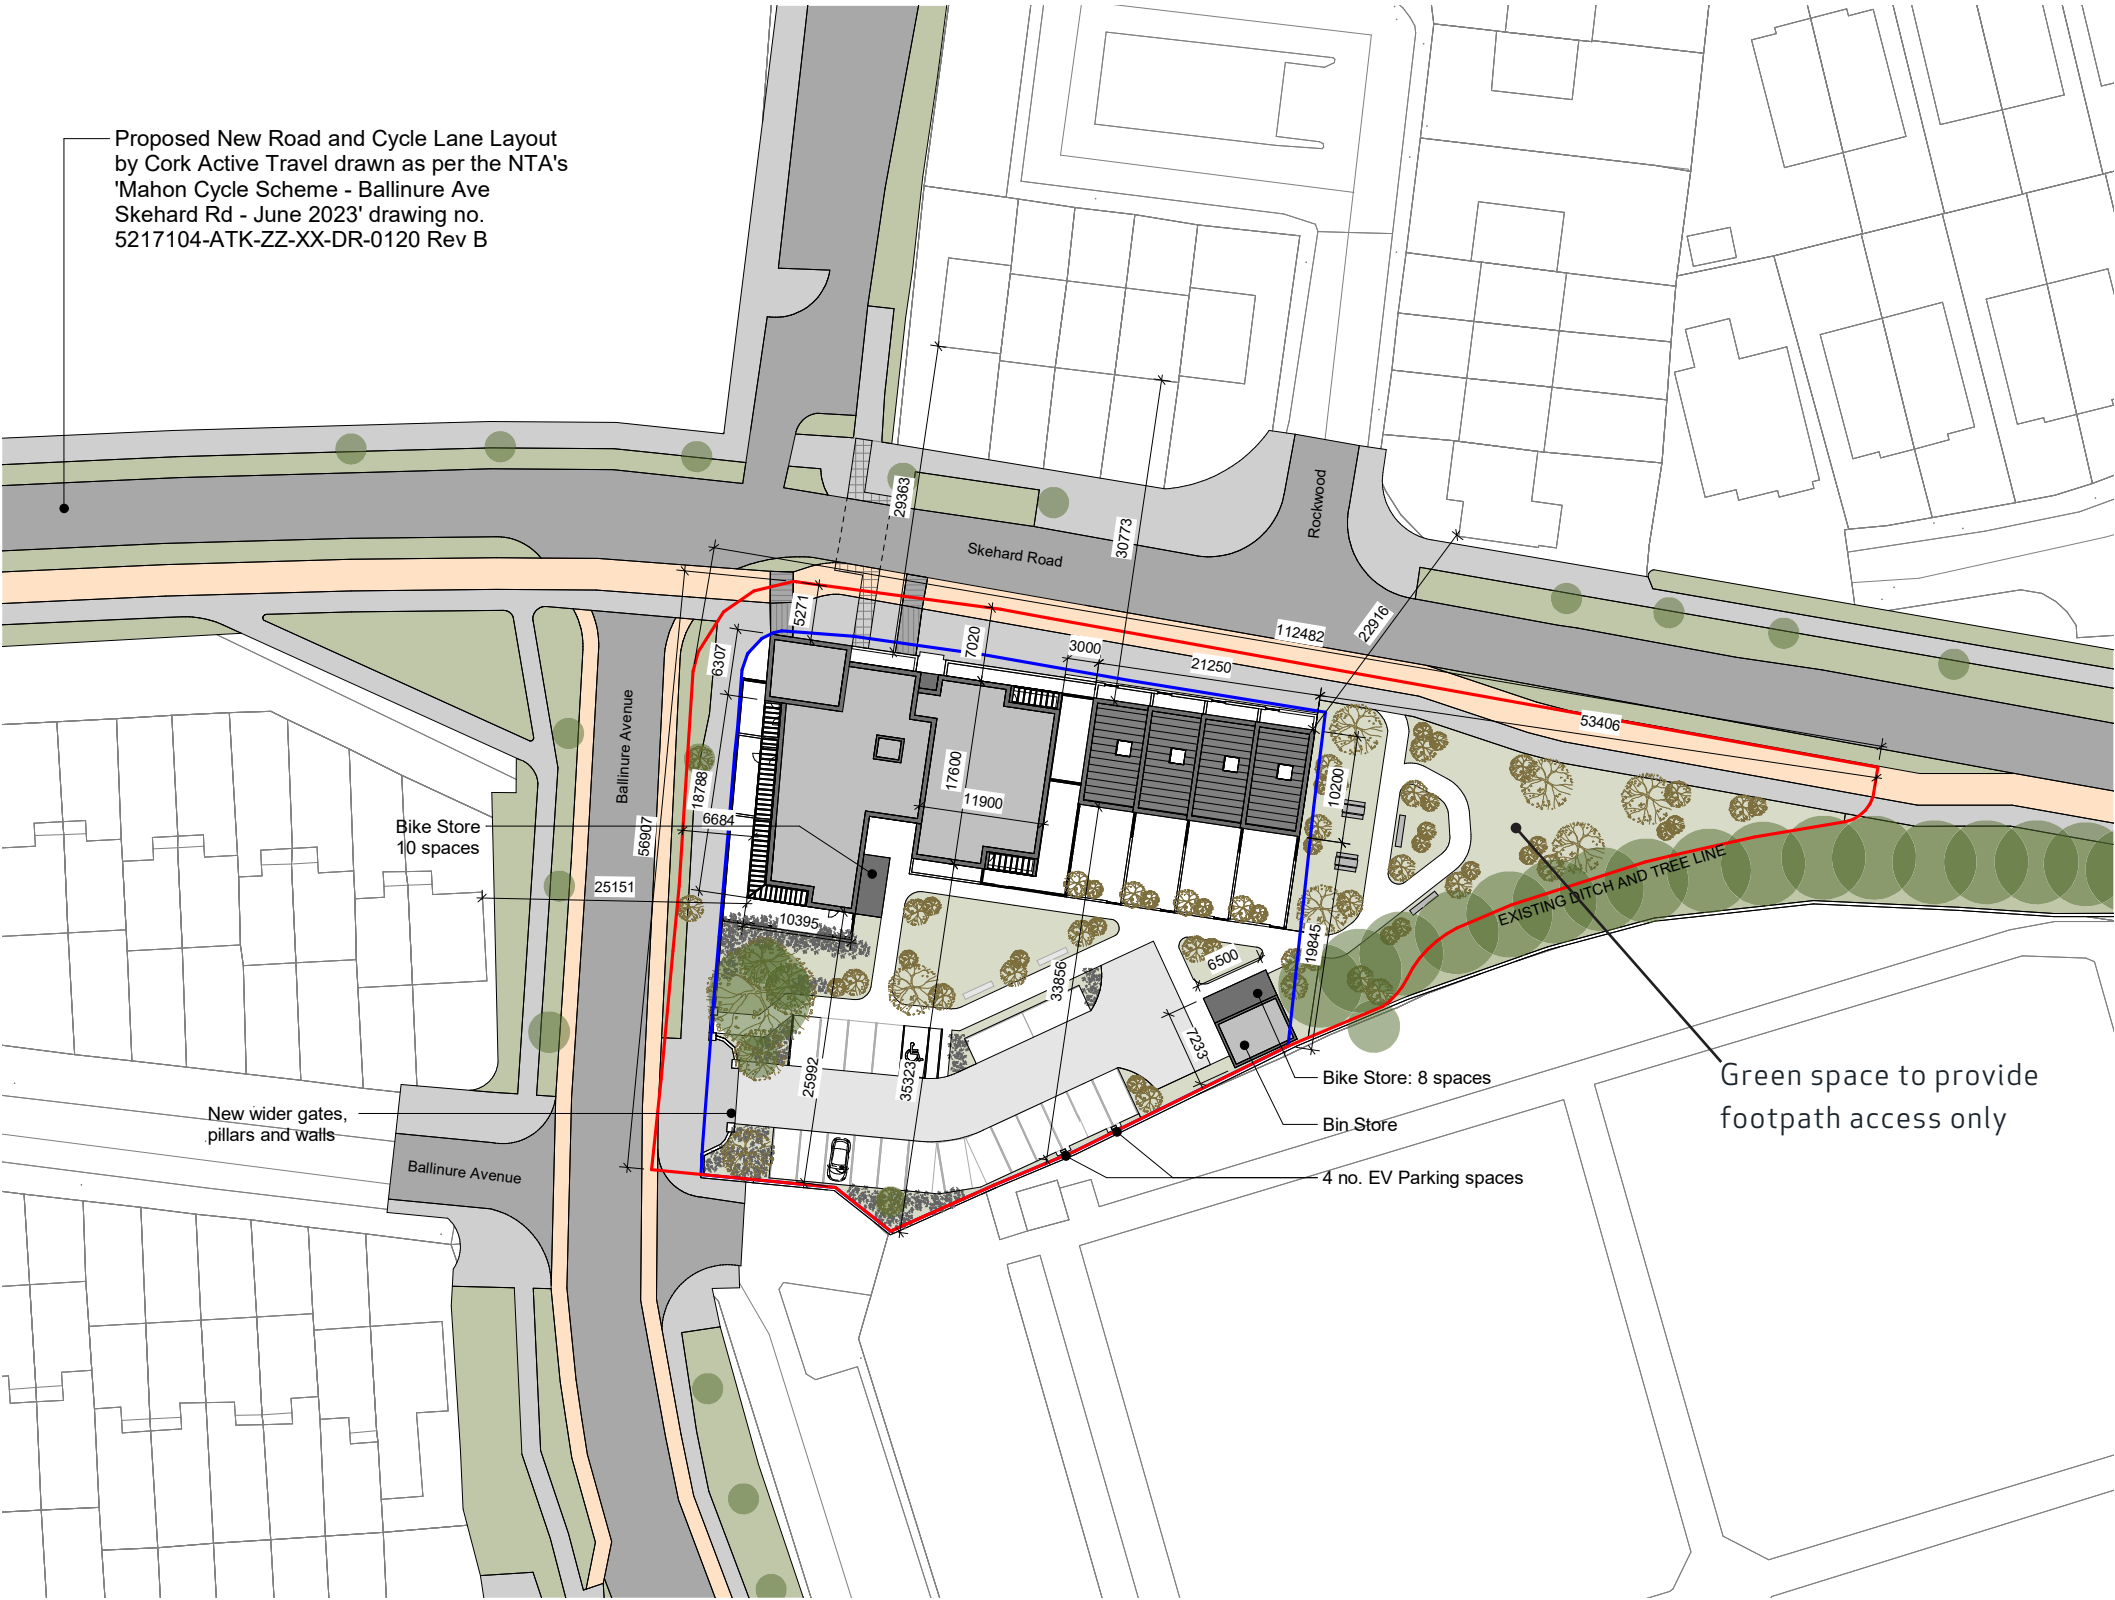 Proposed New Road and Cycle Lane Layout
by Cork Active Travel drawn as per the NTA's
'Mahon Cycle Scheme - Ballinure Ave
Skehard Rd - June 2023' drawing no.
5217104-ATK-ZZ-XX-DR-0120 Rev B
Rockwood
29363
30773
Skehard Road
5271
7020
3000
21250
112482
22916
6307
53406
Ballinure Avenue
18788
17600
11900
10200
Bike Store
10 spaces
6684
56907
25151
10395
EXISTING DITCH AND TREE LINE
19845
6500
33856
7233
25992
35323
Green space to provide
footpath access only
Bike Store: 8 spaces
Bin Store
New wider gates,
pillars and walls
Ballinure Avenue
4 no. EV Parking spaces